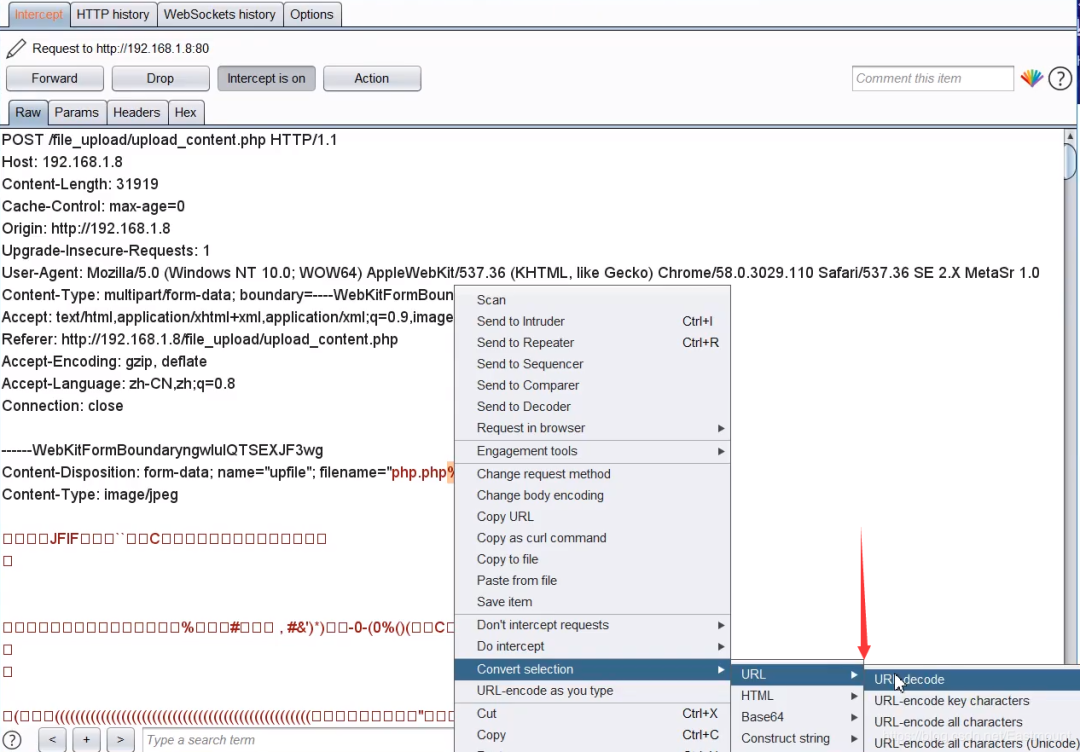 Intercept HTTP history WebSockets history Options
Request to http://192.168.1.8:80
Forward Drop Intercept is on Action Comment this item ?
Raw Params Headers Hex
POST /file_upload/upload_content.php HTTP/1.1
Host: 192.168.1.8
Content-Length: 31919
Cache-Control: max-age=0
Origin: http://192.168.1.8
Upgrade-Insecure-Requests: 1
User-Agent: Mozilla/5.0 (Windows NT 10.0; WOW64) AppleWebKit/537.36 (KHTML, like Gecko) Chrome/58.0.3029.110 Safari/537.36 SE 2.X MetaSr 1.0
Content-Type: multipart/form-data; boundary=----WebKitFormBoun
Accept: text/html,application/xhtml+xml,application/xml;q=0.9,image
Referer: http://192.168.1.8/file_upload/upload_content.php
Accept-Encoding: gzip, deflate
Accept-Language: zh-CN,zh;q=0.8
Connection: close
Content-Disposition: form-data; name="upfile"; filename="php.php%
Content-Type: image/jpeg
JFIF `` C
% # , #&')*) -0-(0%()( C
Scan
Send to Intruder Ctrl+I
Send to Repeater Ctrl+R
Send to Sequencer
Send to Comparer
Send to Decoder
Request in browser
Engagement tools
Change request method
Change body encoding
Copy URL
Copy as curl command
Copy to file
Paste from file
Save item
Don't intercept requests
Do intercept
Convert selection
URL-encode as you type
Cut Ctrl+X
Copy Ctrl+C
URL
HTML
Base64
Construct string
URL-decode
URL-encode key characters
URL-encode all characters
URL-encode all characters (Unicode)
? < + > Type a search term